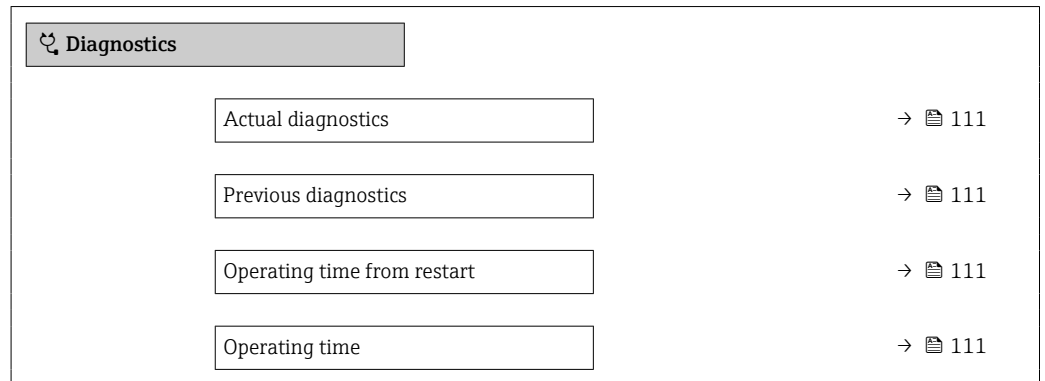 Diagnostics
Actual diagnostics → 111
Previous diagnostics → 111
Operating time from restart → 111
Operating time → 111